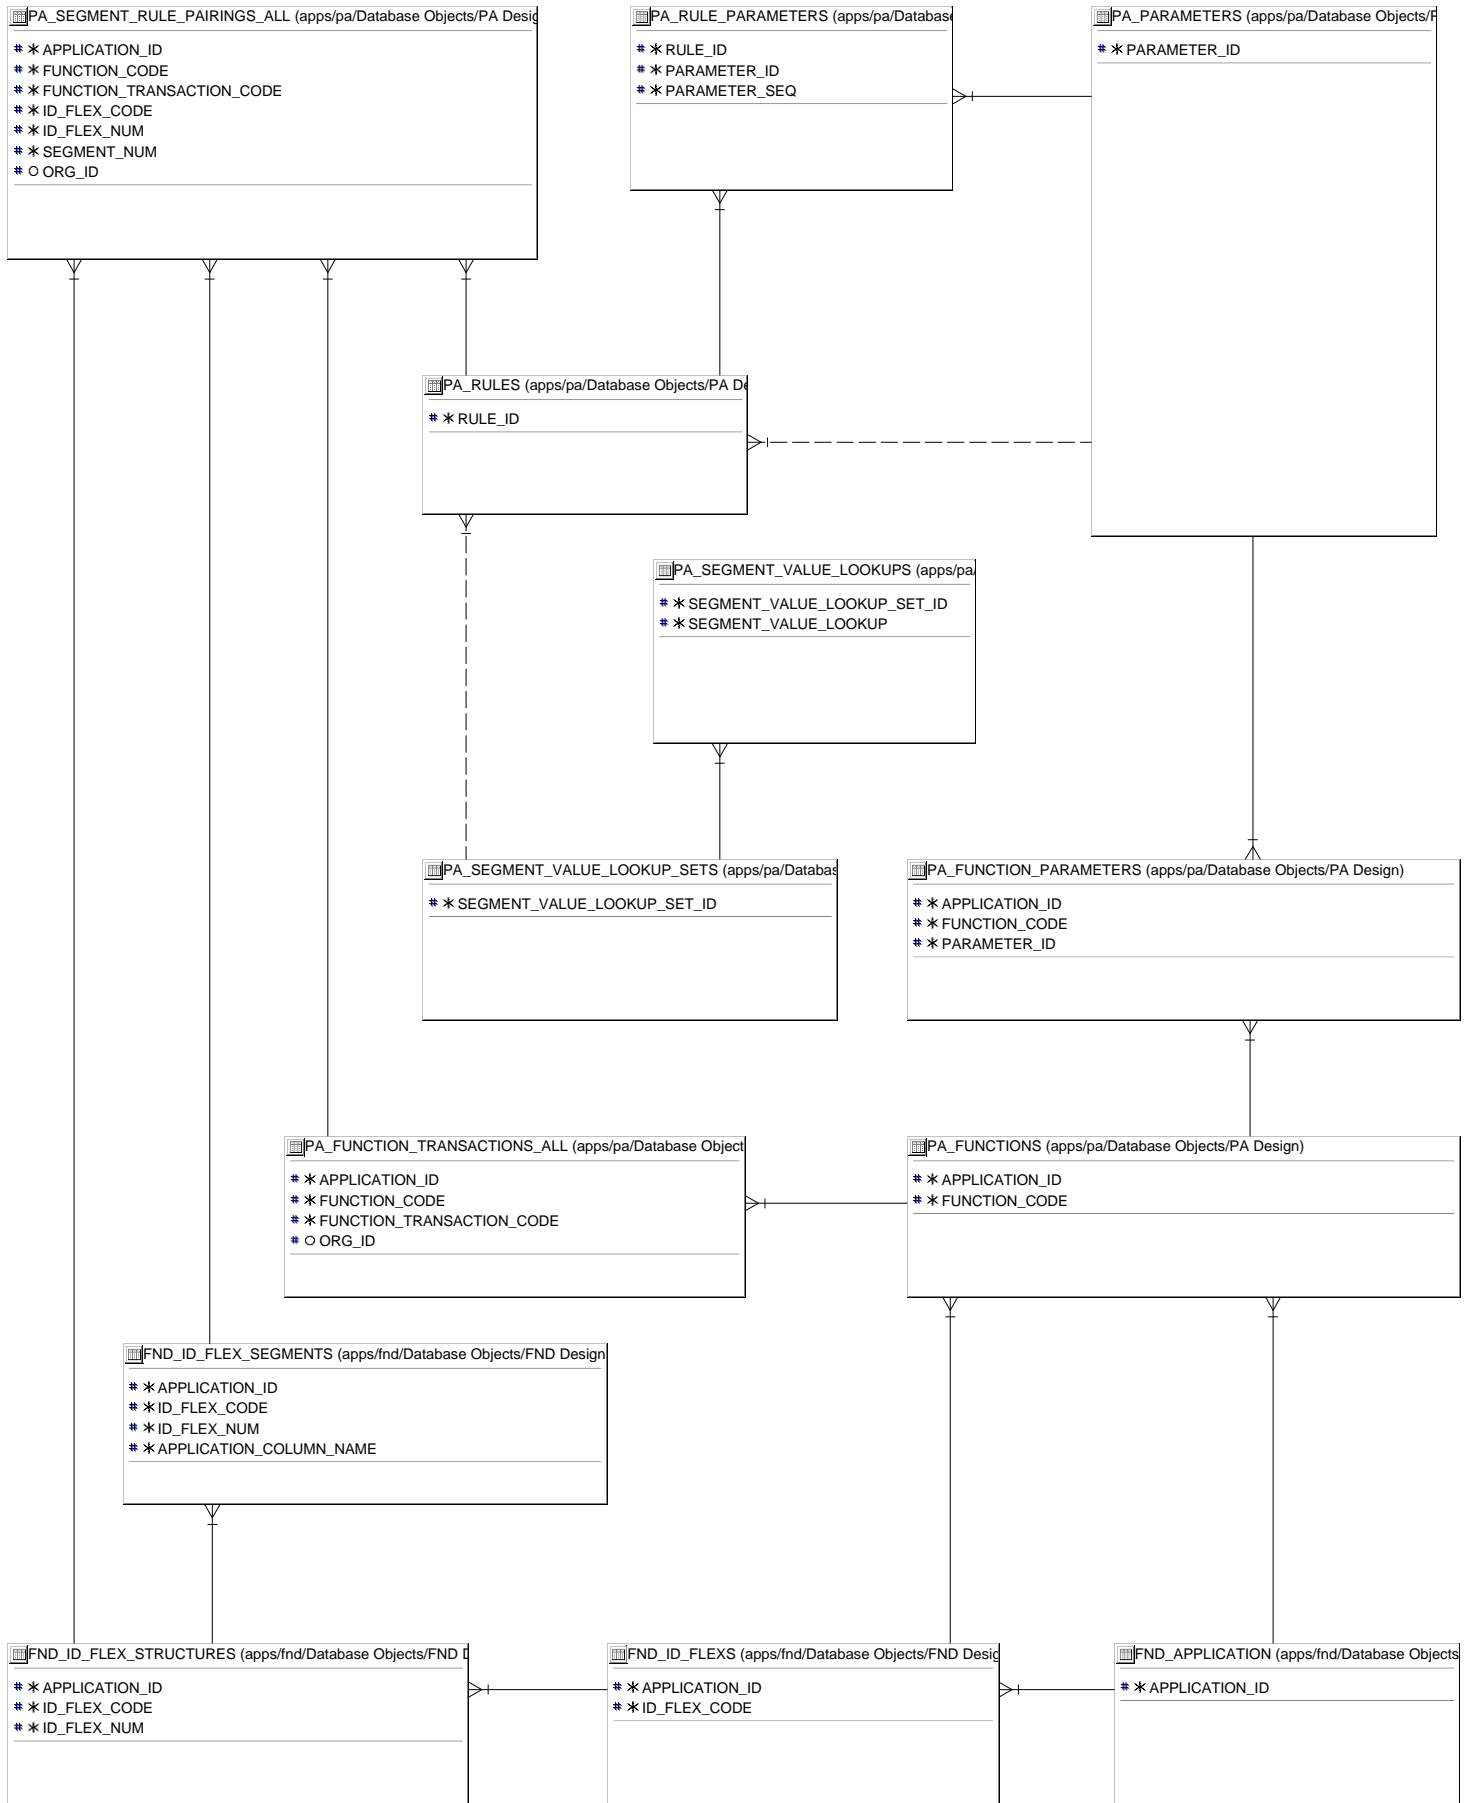 PA_SEGMENT_RULE_PAIRINGS_ALL (apps/pa/Database Objects/PA Desig
# * APPLICATION_ID
# * FUNCTION_CODE
# * FUNCTION_TRANSACTION_CODE
# * ID_FLEX_CODE
# * ID_FLEX_NUM
# * SEGMENT_NUM
# O ORG_ID
PA_RULE_PARAMETERS (apps/pa/Database
# * RULE_ID
# * PARAMETER_ID
# * PARAMETER_SEQ
PA_PARAMETERS (apps/pa/Database Objects/P
# * PARAMETER_ID
PA_RULES (apps/pa/Database Objects/PA De
# * RULE_ID
PA_SEGMENT_VALUE_LOOKUPS (apps/pa/
# * SEGMENT_VALUE_LOOKUP_SET_ID
# * SEGMENT_VALUE_LOOKUP
PA_SEGMENT_VALUE_LOOKUP_SETS (apps/pa/Databas
# * SEGMENT_VALUE_LOOKUP_SET_ID
PA_FUNCTION_PARAMETERS (apps/pa/Database Objects/PA Design)
# * APPLICATION_ID
# * FUNCTION_CODE
# * PARAMETER_ID
PA_FUNCTION_TRANSACTIONS_ALL (apps/pa/Database Object
# * APPLICATION_ID
# * FUNCTION_CODE
# * FUNCTION_TRANSACTION_CODE
# O ORG_ID
PA_FUNCTIONS (apps/pa/Database Objects/PA Design)
# * APPLICATION_ID
# * FUNCTION_CODE
FND_ID_FLEX_SEGMENTS (apps/fnd/Database Objects/FND Design
# * APPLICATION_ID
# * ID_FLEX_CODE
# * ID_FLEX_NUM
# * APPLICATION_COLUMN_NAME
FND_ID_FLEX_STRUCTURES (apps/fnd/Database Objects/FND D
# * APPLICATION_ID
# * ID_FLEX_CODE
# * ID_FLEX_NUM
FND_ID_FLEXS (apps/fnd/Database Objects/FND Desig
# * APPLICATION_ID
# * ID_FLEX_CODE
FND_APPLICATION (apps/fnd/Database Objects
# * APPLICATION_ID